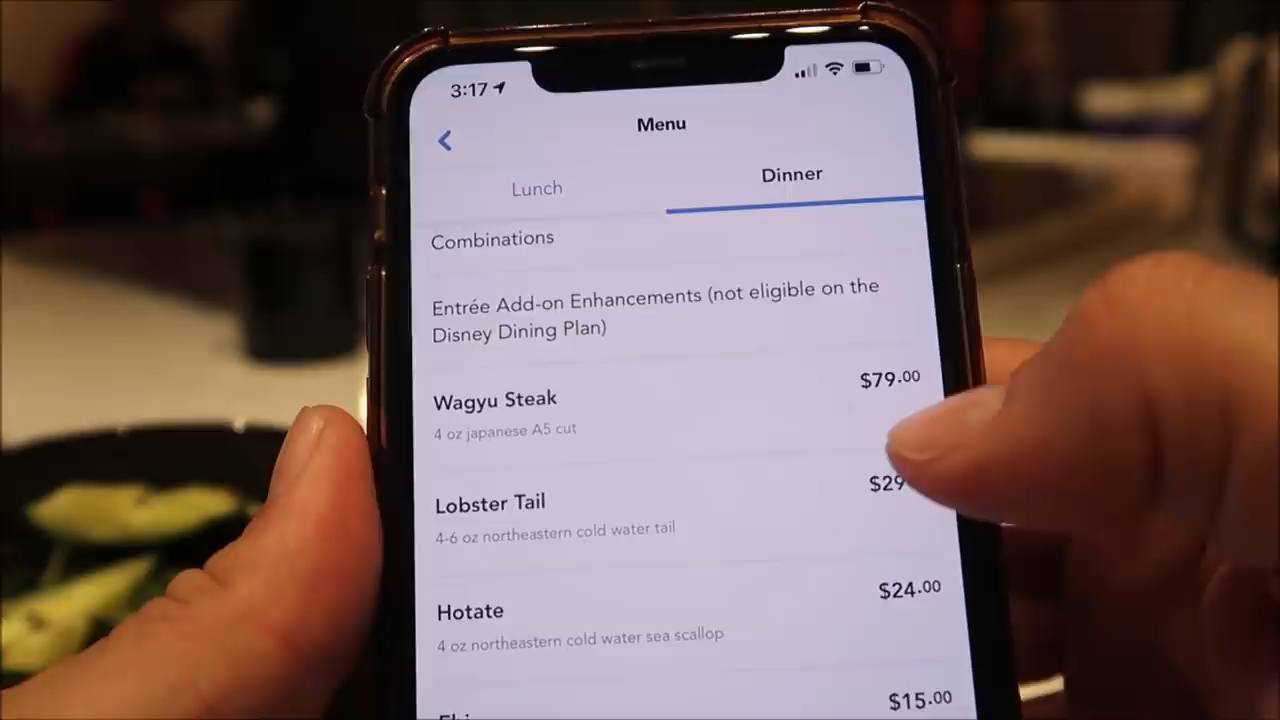 3:17
Menu
Lunch
Dinner
Combinations
Entrée Add-on Enhancements (not eligible on the
Disney Dining Plan)
Wagyu Steak
$79.00
4 oz japanese A5 cut
Lobster Tail
$29
4-6 oz northeastern cold water tail
Hotate
$24.00
4 oz northeastern cold water sea scallop
$15.00